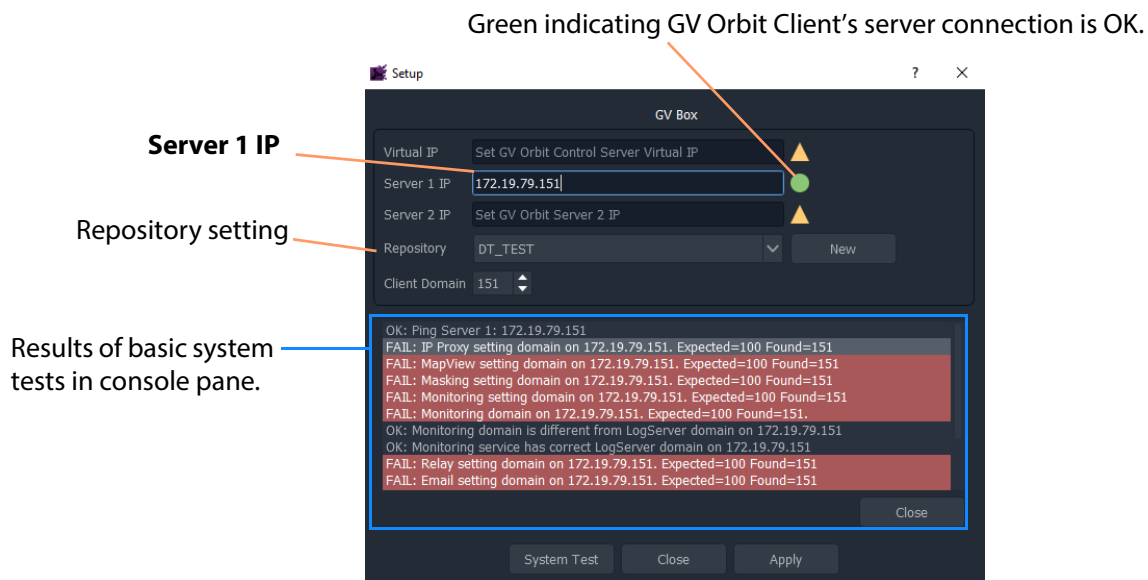 Green indicating GV Orbit Client's server connection is OK.
Setup
?
GV Box
Server 1 IP
Virtual IP
Set GV Orbit Control Server Virtual IP
Server 1 IP
172.19.79.151
Server 2 IP
Set GV Orbit Server 2 IP
Repository setting
Repository
DT_TEST
New
Client Domain
151
Results of basic system
tests in console pane.
OK: Ping Server 1: 172.19.79.151
FAIL: IP Proxy setting domain on 172.19.79.151. Expected=100 Found=151
FAIL: MapView setting domain on 172.19.79.151. Expected=100 Found=151
FAIL: Masking setting domain on 172.19.79.151. Expected=100 Found=151
FAIL: Monitoring setting domain on 172.19.79.151. Expected=100 Found=151
FAIL: Monitoring domain on 172.19.79.151. Expected=100 Found=151.
OK: Monitoring domain is different from LogServer domain on 172.19.79.151
OK: Monitoring service has correct LogServer domain on 172.19.79.151
FAIL: Relay setting domain on 172.19.79.151. Expected=100 Found=151
FAIL: Email setting domain on 172.19.79.151. Expected=100 Found=151
Close
System Test
Close
Apply